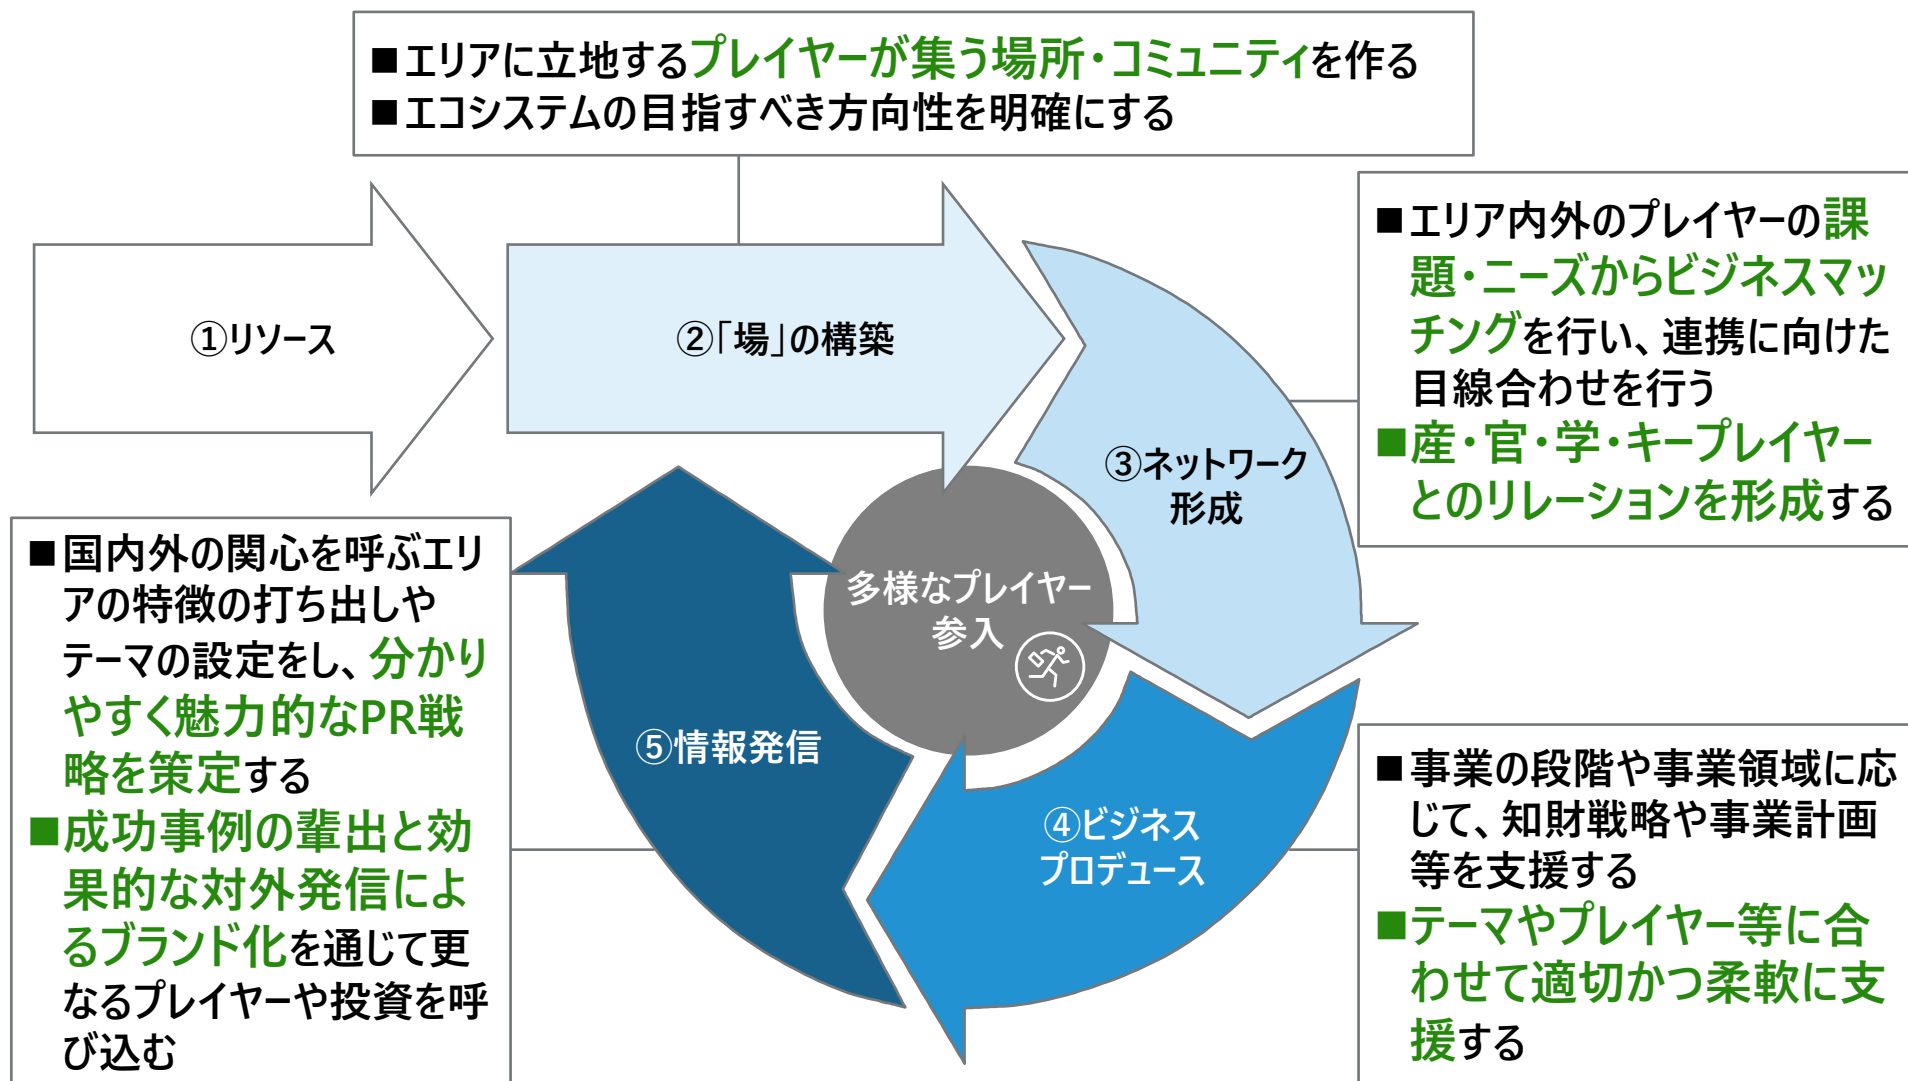 ■エリアに立地するプレイヤーが集う場所・コミュニティを作る
■エコシステムの目指すべき方向性を明確にする
①リソース
②「場」の構築
■エリア内外のプレイヤーの課
題・ニーズからビジネスマッ
チングを行い、連携に向けた
目線合わせを行う
■産・官・学・キープレイヤー
とのリレーションを形成する
③ネットワーク
形成
多様なプレイヤー
参入
■国内外の関心を呼ぶエリ
アの特徴の打ち出しや
テーマの設定をし、分かり
やすく魅力的なPR戦
略を策定する
■成功事例の輩出と効
果的な対外発信によ
るブランド化を通じて更
なるプレイヤーや投資を呼
び込む
⑤情報発信
④ビジネス
プロデュース
■事業の段階や事業領域に応
じて、知財戦略や事業計画
等を支援する
■テーマやプレイヤー等に合
わせて適切かつ柔軟に支
援する